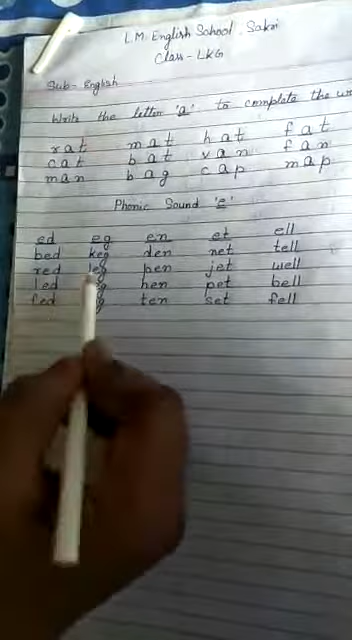 L.M. English School, Sakri
Class - LKG
Sub - English
Write the letter 'a' to complete the
rat mat hat fat
cat bat van fan
man bag cap map
Phonic Sound 'e'
ed eg en et ell
bed keg den net tell
red leg pen jet well
led hen pet bell
fed ten set fell